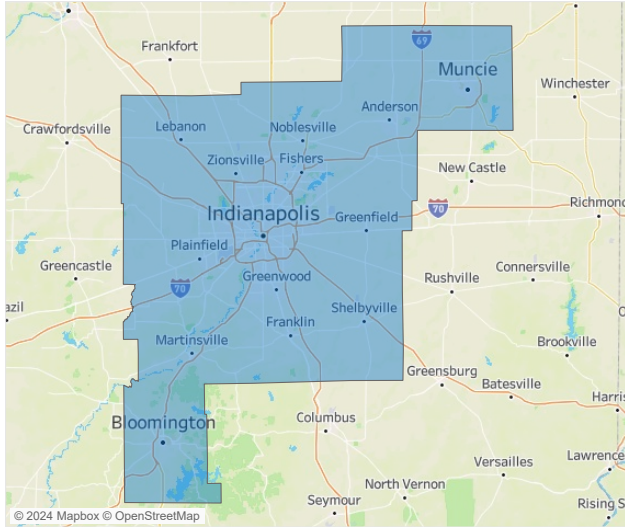 Frankfort
69
Muncie
Winchester
Anderson
Crawfordsville
Lebanon
Noblesville
Zionsville
Fishers
New Castle
Indianapolis
70
Richmond
Greenfield
Plainfield
Greencastle
Connersville
70
Greenwood
Rushville
azil
Shelbyville
Franklin
Martinsville
Brookville
Greensburg
Batesville
Harris
Bloomington
Columbus
Lawrence
Versailles
North Vernon
Seymour
Rising S
© 2024 Mapbox © OpenStreetMap